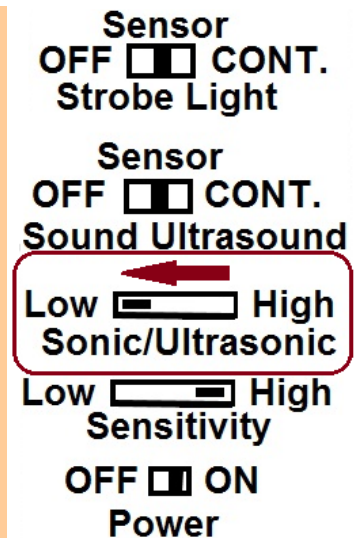 Sensor
OFF CONT.
Strobe Light
Sensor
OFF CONT.
Sound Ultrasound
Low High
Sonic/Ultrasonic
Low High
Sensitivity
OFF ON
Power